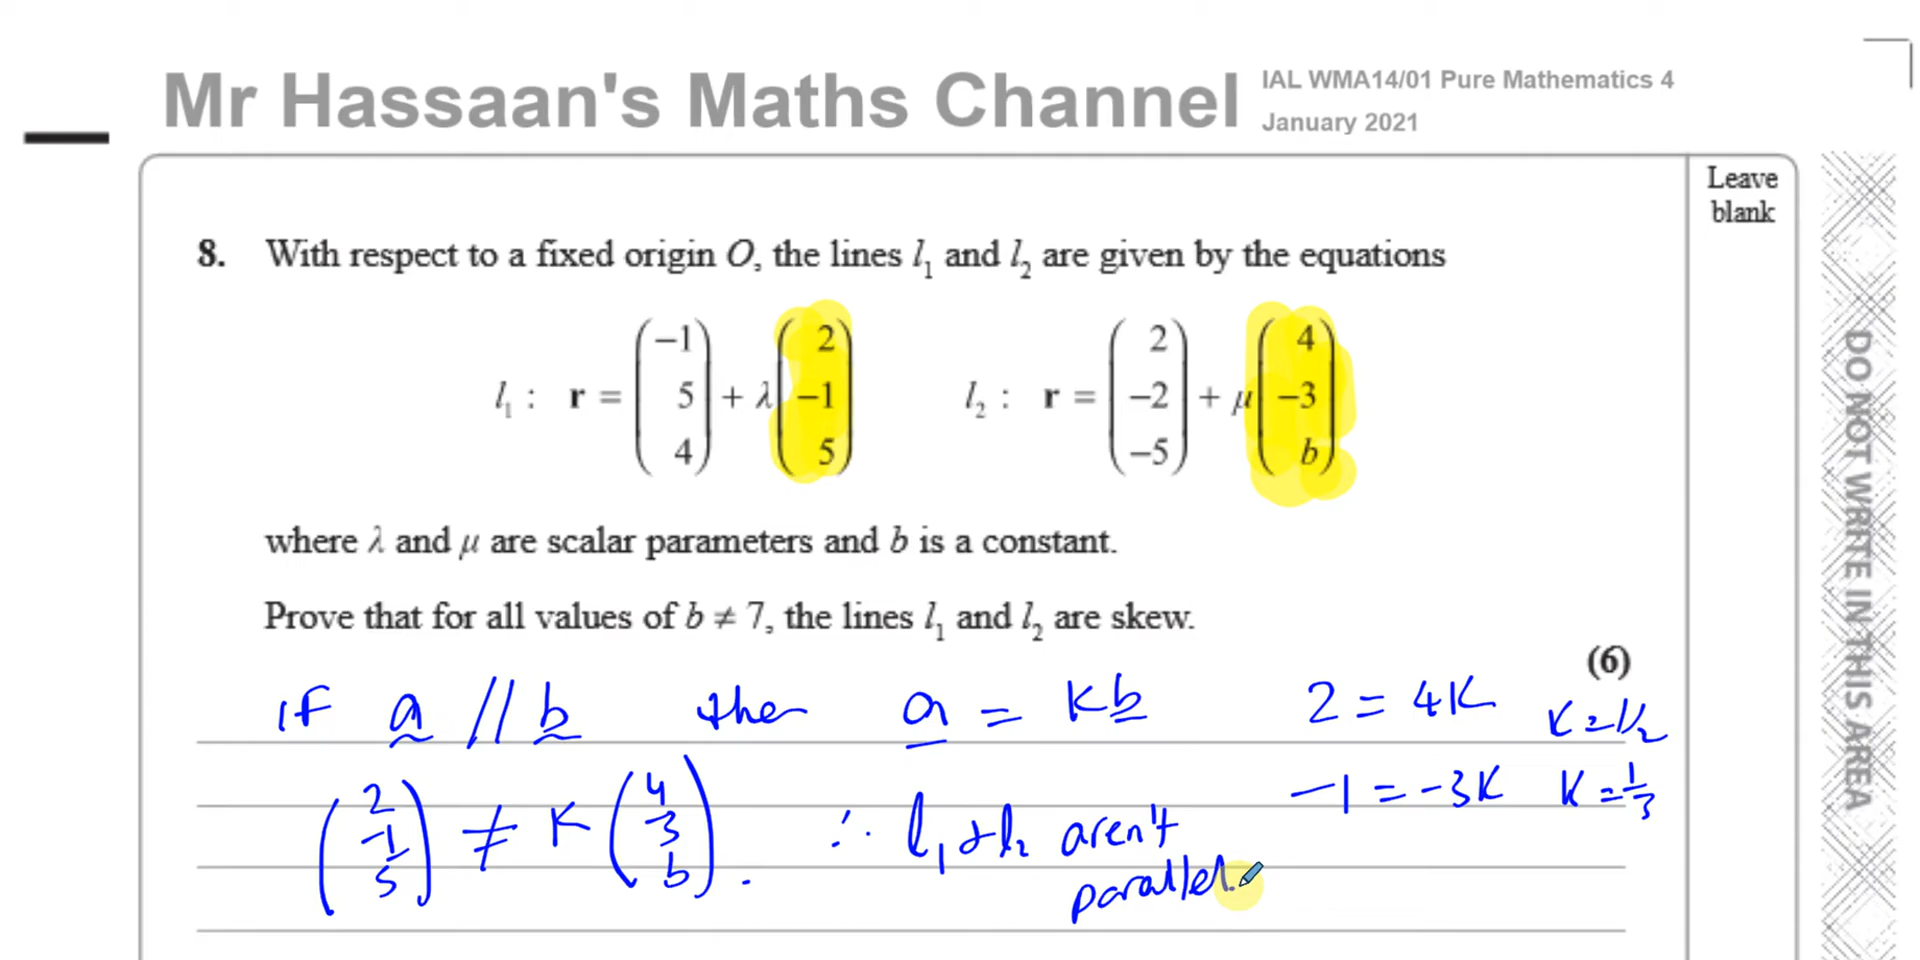 Mr Hassaan's Maths Channel
IAL WMA14/01 Pure Mathematics 4
January 2021
Leave
blank
8. With respect to a fixed origin O, the lines l₁ and l₂ are given by the equations
l₁ : r = (−1 5 4) + λ(2 −1 5) l₂ : r = (2 −2 −5) + μ(4 −3 b)
where λ and μ are scalar parameters and b is a constant.
Prove that for all values of b ≠ 7, the lines l₁ and l₂ are skew.
(6)
if a // b then a = kb 2 = 4K K=1/2
-1 = -3K K=1/3
(2 -1 5) ≠ K(4 -3 b). ∴ l₁ + l₂ aren't
parallel.
DO NOT WRITE IN THIS AREA